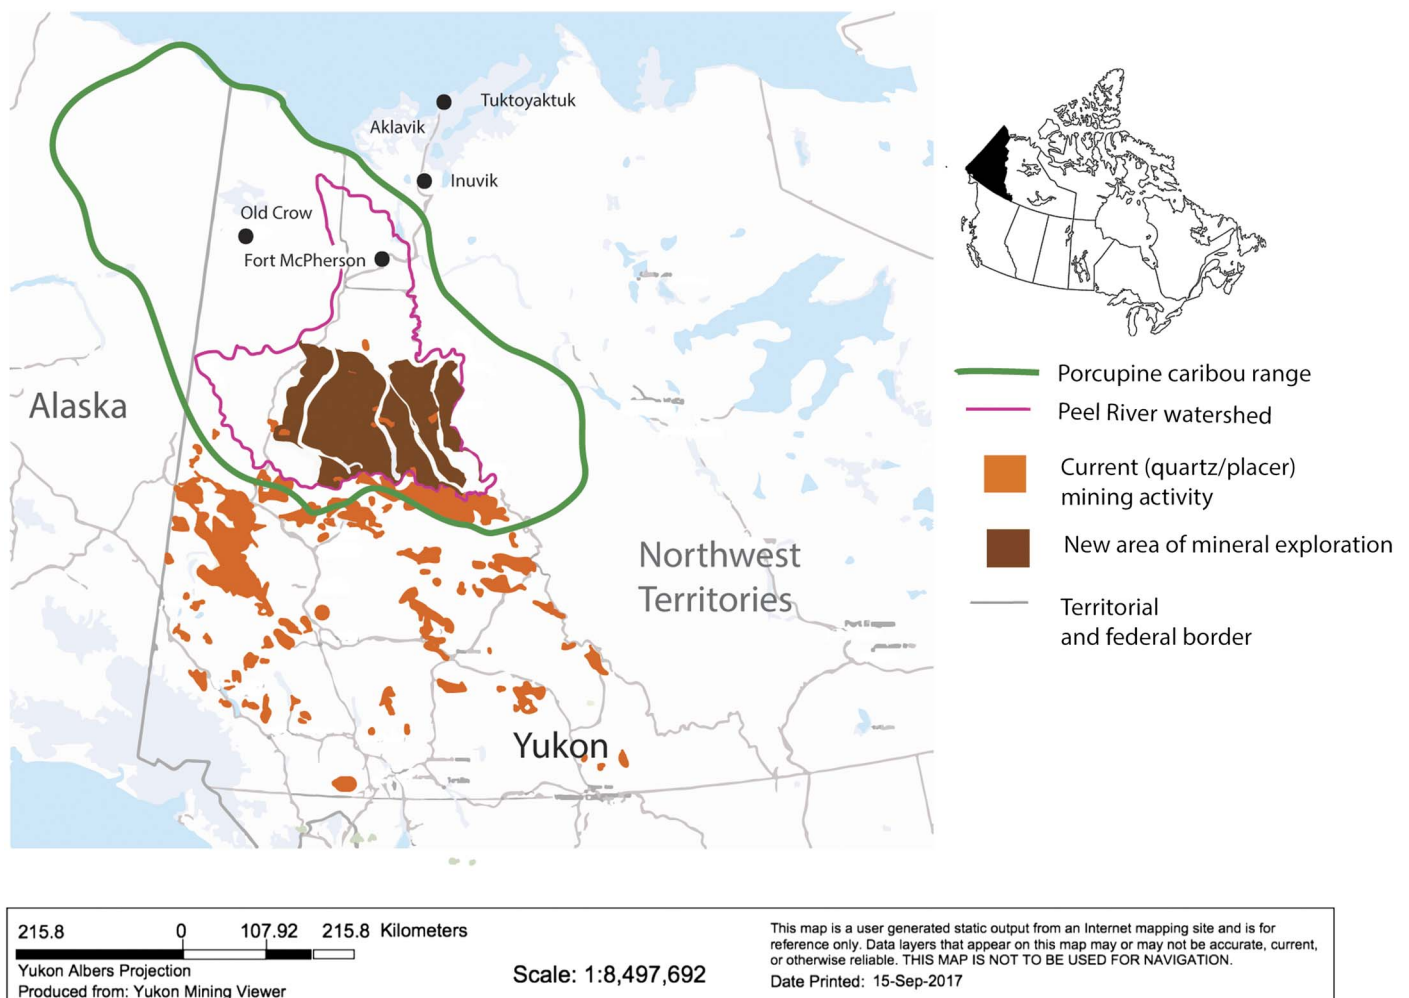 Tuktoyaktuk
Aklavik
Inuvik
Old Crow
Fort McPherson
Alaska
Northwest
Territories
Yukon
Porcupine caribou range
Peel River watershed
Current (quartz/placer)
mining activity
New area of mineral exploration
Territorial
and federal border
215.8 0 107.92 215.8 Kilometers
Yukon Albers Projection
Produced from: Yukon Mining Viewer
Scale: 1:8,497,692
This map is a user generated static output from an Internet mapping site and is for
reference only. Data layers that appear on this map may or may not be accurate, current,
or otherwise reliable. THIS MAP IS NOT TO BE USED FOR NAVIGATION.
Date Printed: 15-Sep-2017